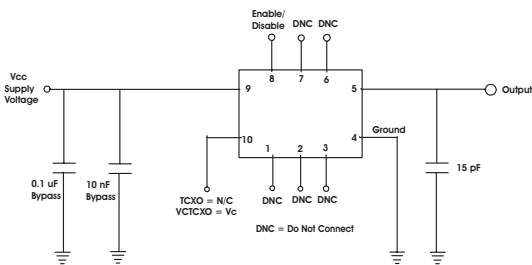 Enable/
Disable
DNC DNC
8 7 6
Vcc
Supply
Voltage
9
5
Output
10
4
Ground
1 2 3
0.1 uF
Bypass
10 nF
Bypass
15 pF
TCXO = N/C
VCTCXO = Vc
DNC DNC DNC
DNC = Do Not Connect